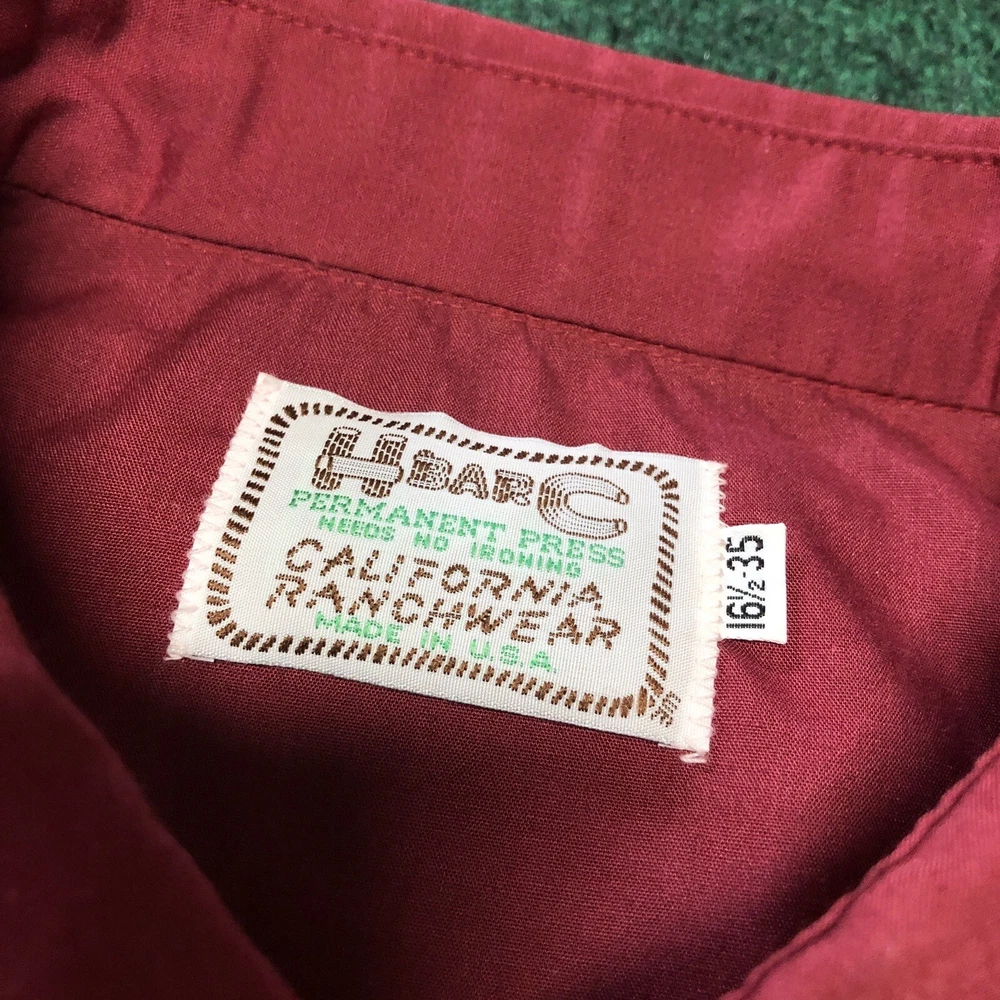 H BAR C
PERMANENT PRESS
NEEDS NO IRONING
CALIFORNIA
RANCHWEAR
MADE IN U.S.A.
16½-35